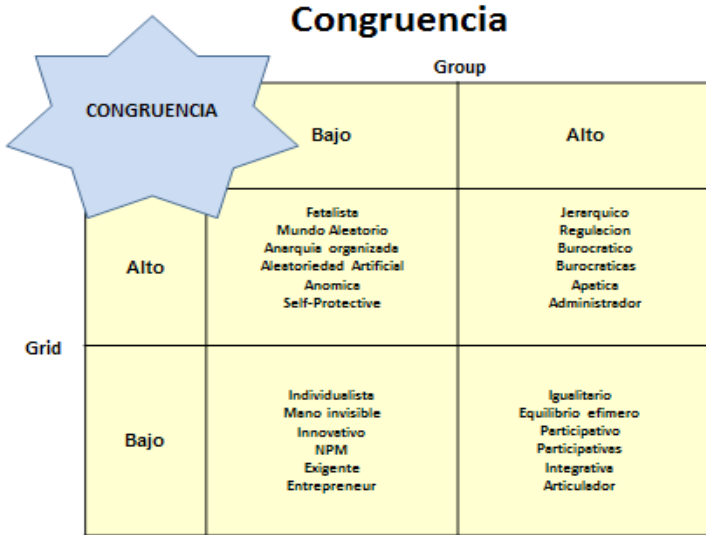 Congruencia
Group
CONGRUENCIA
Bajo
Alto
Grid
Alto
Fatalista
Mundo Aleatorio
Anarquia organizada
Aleatoriedad Artificial
Anomica
Self-Protective
Jerarquico
Regulacion
Burocratico
Burocraticas
Apatica
Administrador
Bajo
Individualista
Mano invisible
Innovativo
NPM
Exigente
Entrepreneur
Igualitario
Equilibrio efimero
Participativo
Participativas
Integrativa
Articulador